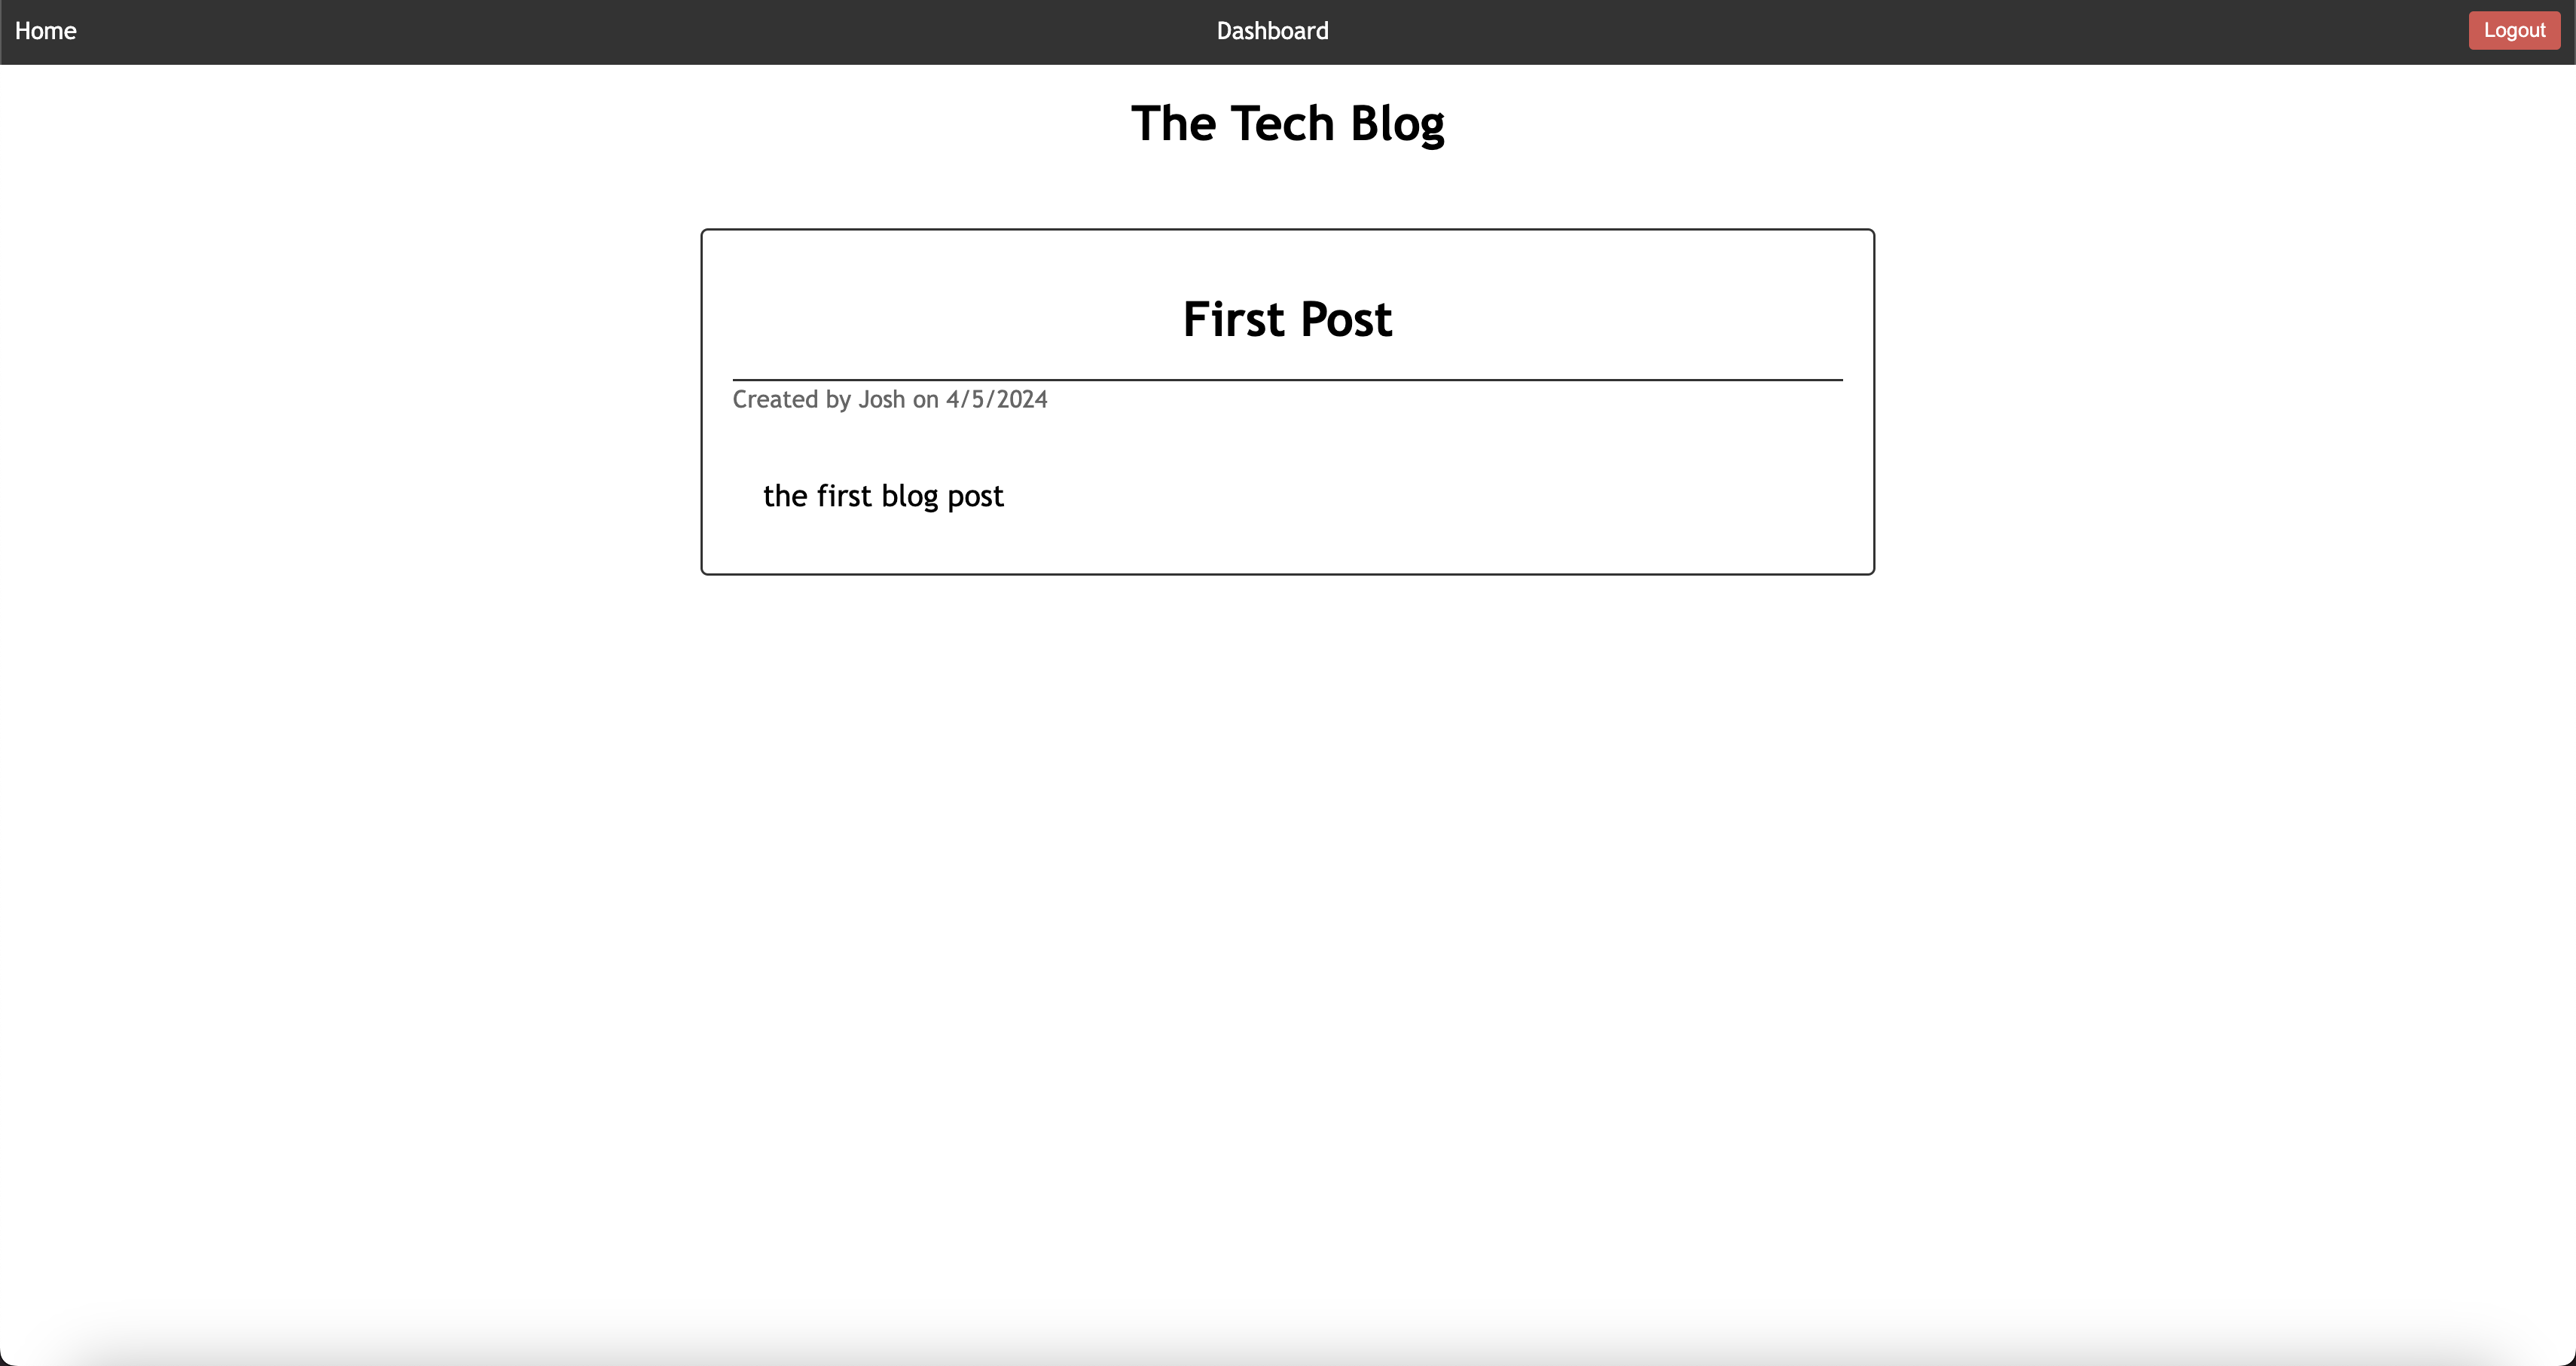 Home Dashboard Logout
The Tech Blog
First Post
Created by Josh on 4/5/2024
the first blog post